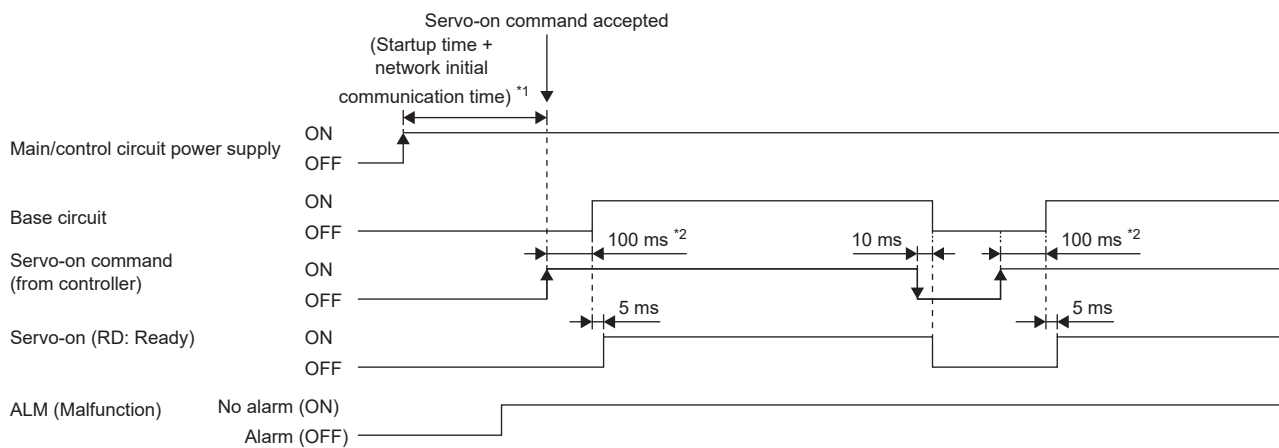 Servo-on command accepted
(Startup time +
network initial
communication time) *1
Main/control circuit power supply
ON
OFF
Base circuit
ON
OFF
100 ms *2
10 ms
100 ms *2
Servo-on command
(from controller)
ON
OFF
5 ms
5 ms
Servo-on (RD: Ready)
ON
OFF
ALM (Malfunction)
No alarm (ON)
Alarm (OFF)